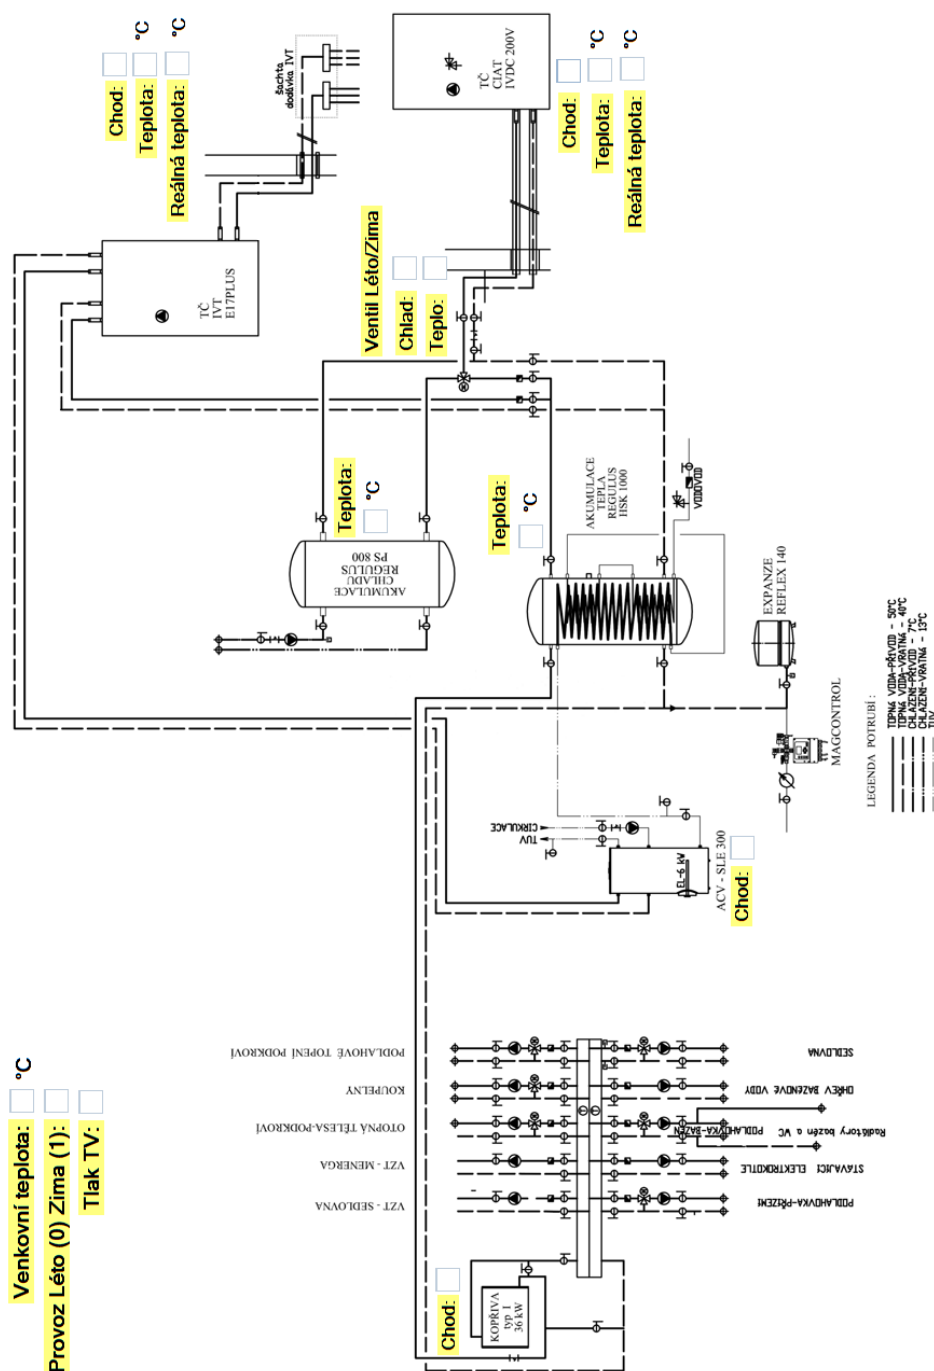 Venkovní teplota: °C
Provoz Léto (0) Zima (1):
Tlak TV:
Chod:
Teplota: °C
Reálná teplota: °C
šachta
dodávka IVT
TČ
IVT
E17PLUS
TČ
CIAT
IVDC 200V
Chod:
Teplota: °C
Reálná teplota: °C
Ventil Léto/Zima
Chlad:
Teplo:
Teplota:
°C
AKUMULACE
CHLADU
REGULUS
PS 800
Teplota:
°C
AKUMULACE
TEPLA
REGULUS
HSK 1000
VODOVOD
EXPANZE
REFLEX 140
MAGCONTROL
CIRKULACE
TUV
EL-6 kW
ACV - SLE 300
Chod:
LEGENDA POTRUBÍ :
TOPNÁ VODA-PŘÍVOD - 50°C
TOPNÁ VODA-VRATNÁ - 40°C
CHLAZENÍ-PŘÍVOD - 7°C
CHLAZENÍ-VRATNÁ - 13°C
TUV
PODLAHOVÉ TOPENÍ PODKROVÍ
KOUPELNY
OTOPNÁ TĚLESA-PODKROVÍ
VZT - MENERGA
VZT - SEDLOVNA
SEDLOVNA
OHŘEV BAZÉNOVÉ VODY
PODLAHOVKA-BAZÉN
Radiátory bazén a WC
STÁVAJÍCÍ ELEKTROKOTLE
PODLAHOVKA-PŘÍZEMÍ
Chod:
KOPŘIVA
typ I
36 kW